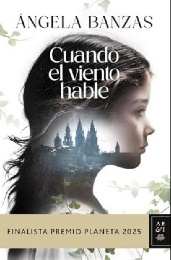 ÁNGELA BANZAS
Cuando
el viento
hable
FINALISTA PREMIO PLANETA 2025